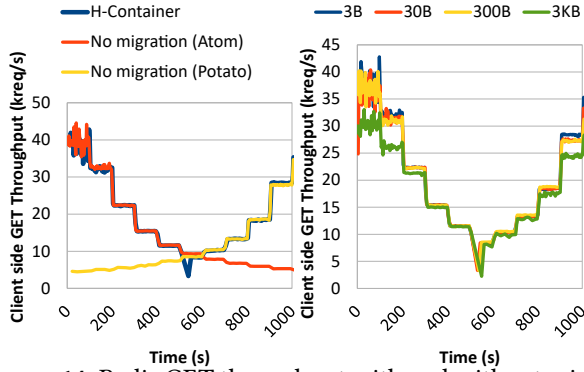 H-Container
No migration (Atom)
No migration (Potato)
Client side GET Throughput (kreq/s)
50
40
30
20
10
0
0
200
400
600
800
1000
Time (s)
3B
30B
300B
3KB
Client side GET Throughput (kreq/s)
45
40
35
30
25
20
15
10
5
0
0
200
400
600
800
1000
Time (s)